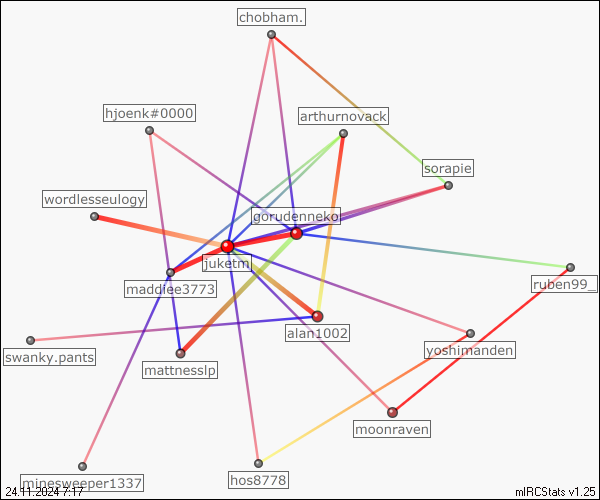 chobham.
hjoenk#0000
arthurnovack
sorapie
wordlesseulogy
gorudenneko
juketm
maddiee3773
ruben99_
alan1002
swanky.pants
yoshimanden
mattnesslp
moonraven
minesweeper1337
hos8778
24.11.2024 7:17
mIRCStats v1.25